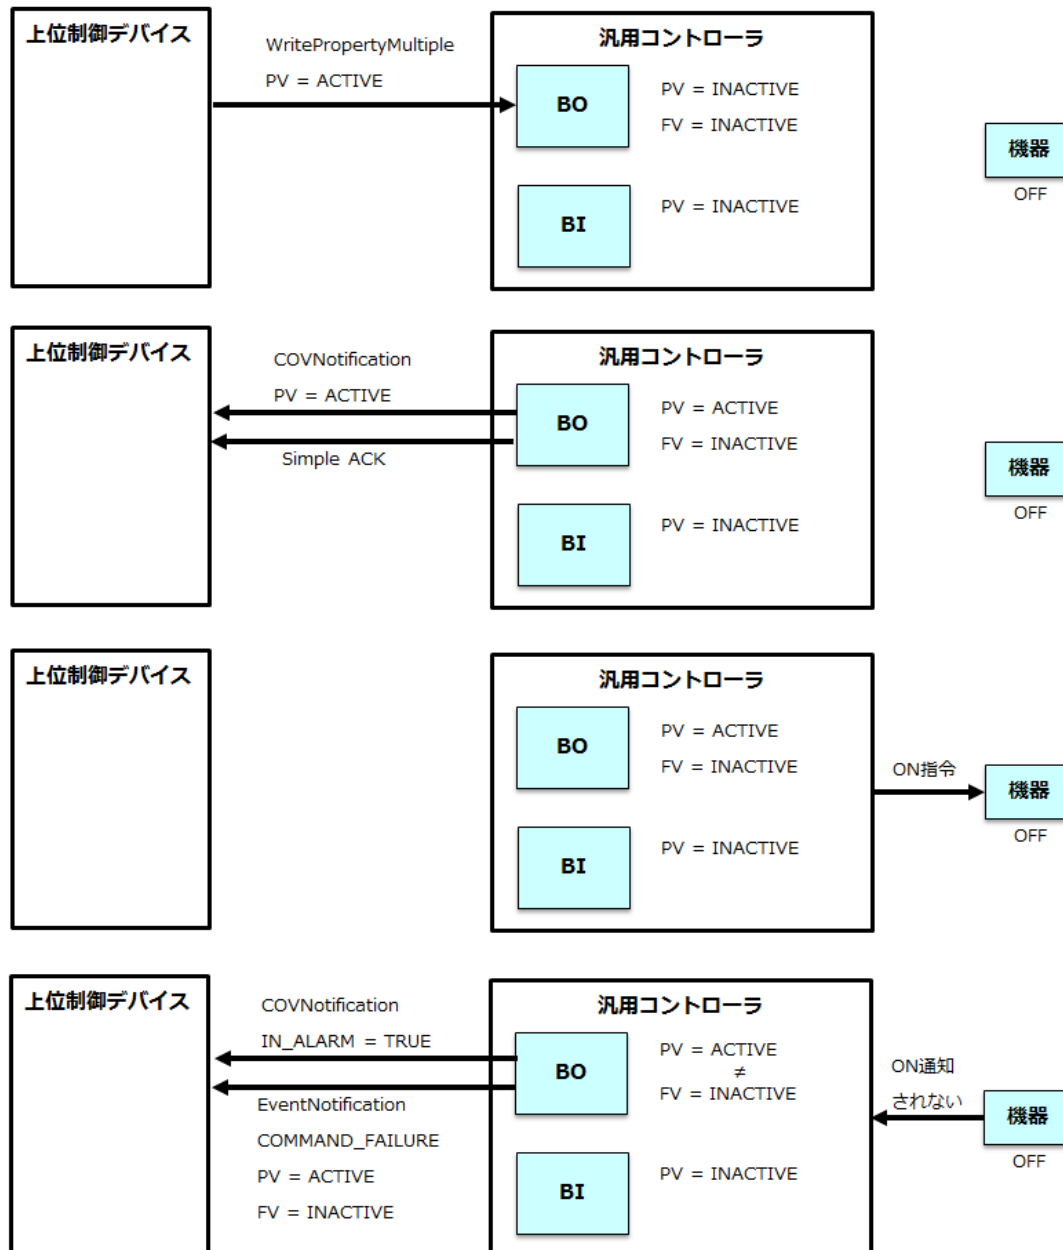 上位制御デバイス
WritePropertyMultiple
PV = ACTIVE
汎用コントローラ
BO
PV = INACTIVE
FV = INACTIVE
BI
PV = INACTIVE
機器
OFF
上位制御デバイス
COVNotification
PV = ACTIVE
Simple ACK
汎用コントローラ
BO
PV = ACTIVE
FV = INACTIVE
BI
PV = INACTIVE
機器
OFF
上位制御デバイス
汎用コントローラ
BO
PV = ACTIVE
FV = INACTIVE
BI
PV = INACTIVE
ON指令
機器
OFF
上位制御デバイス
COVNotification
IN_ALARM = TRUE
EventNotification
COMMAND_FAILURE
PV = ACTIVE
FV = INACTIVE
汎用コントローラ
BO
PV = ACTIVE
≠
FV = INACTIVE
BI
PV = INACTIVE
ON通知
されない
機器
OFF